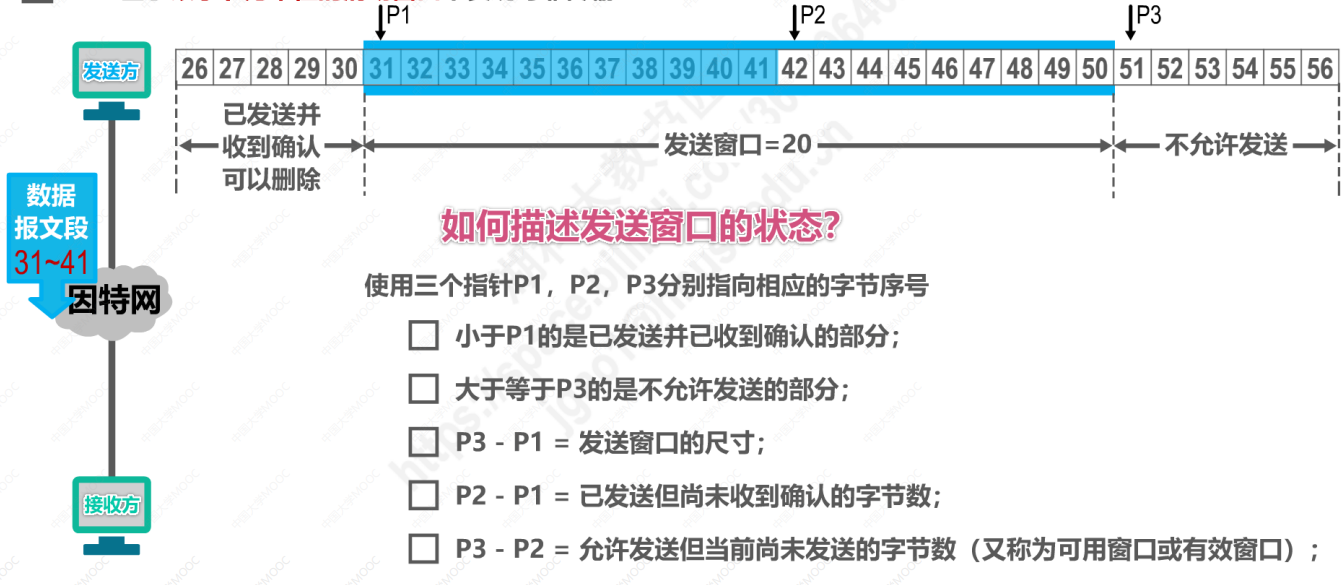 P1 P2 P3
发送方
26 27 28 29 30 31 32 33 34 35 36 37 38 39 40 41 42 43 44 45 46 47 48 49 50 51 52 53 54 55 56
已发送并
收到确认
可以删除
发送窗口=20
不允许发送
数据
报文段
31~41
因特网
接收方
如何描述发送窗口的状态?
使用三个指针P1，P2，P3分别指向相应的字节序号
小于P1的是已发送并已收到确认的部分；
大于等于P3的是不允许发送的部分；
P3 - P1 = 发送窗口的尺寸；
P2 - P1 = 已发送但尚未收到确认的字节数；
P3 - P2 = 允许发送但当前尚未发送的字节数（又称为可用窗口或有效窗口）；
中国大学MOOC